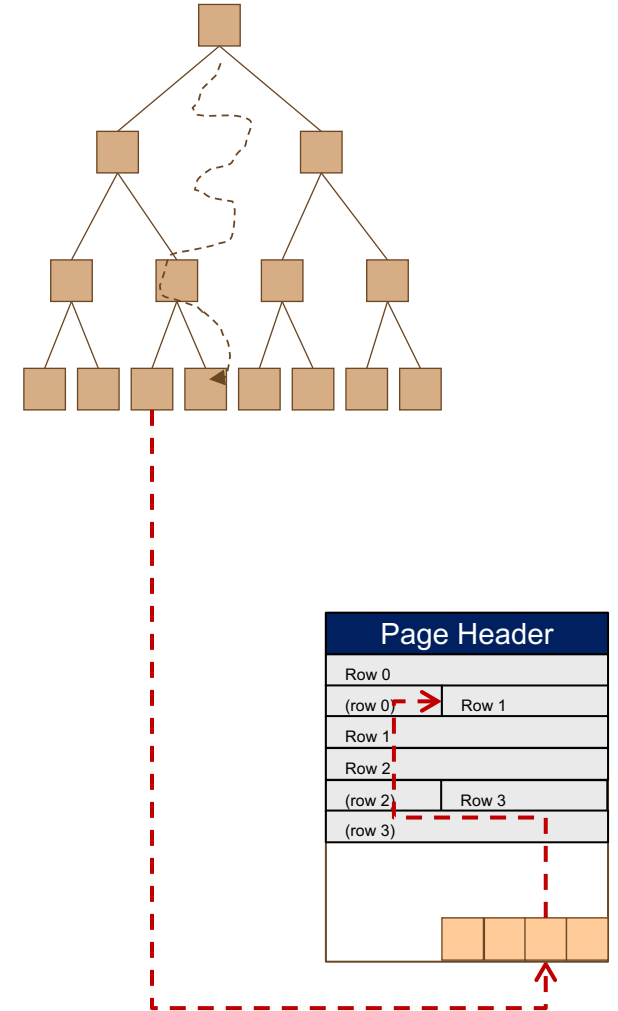 Page Header
Row 0
(row 0) Row 1
Row 1
Row 2
(row 2) Row 3
(row 3)